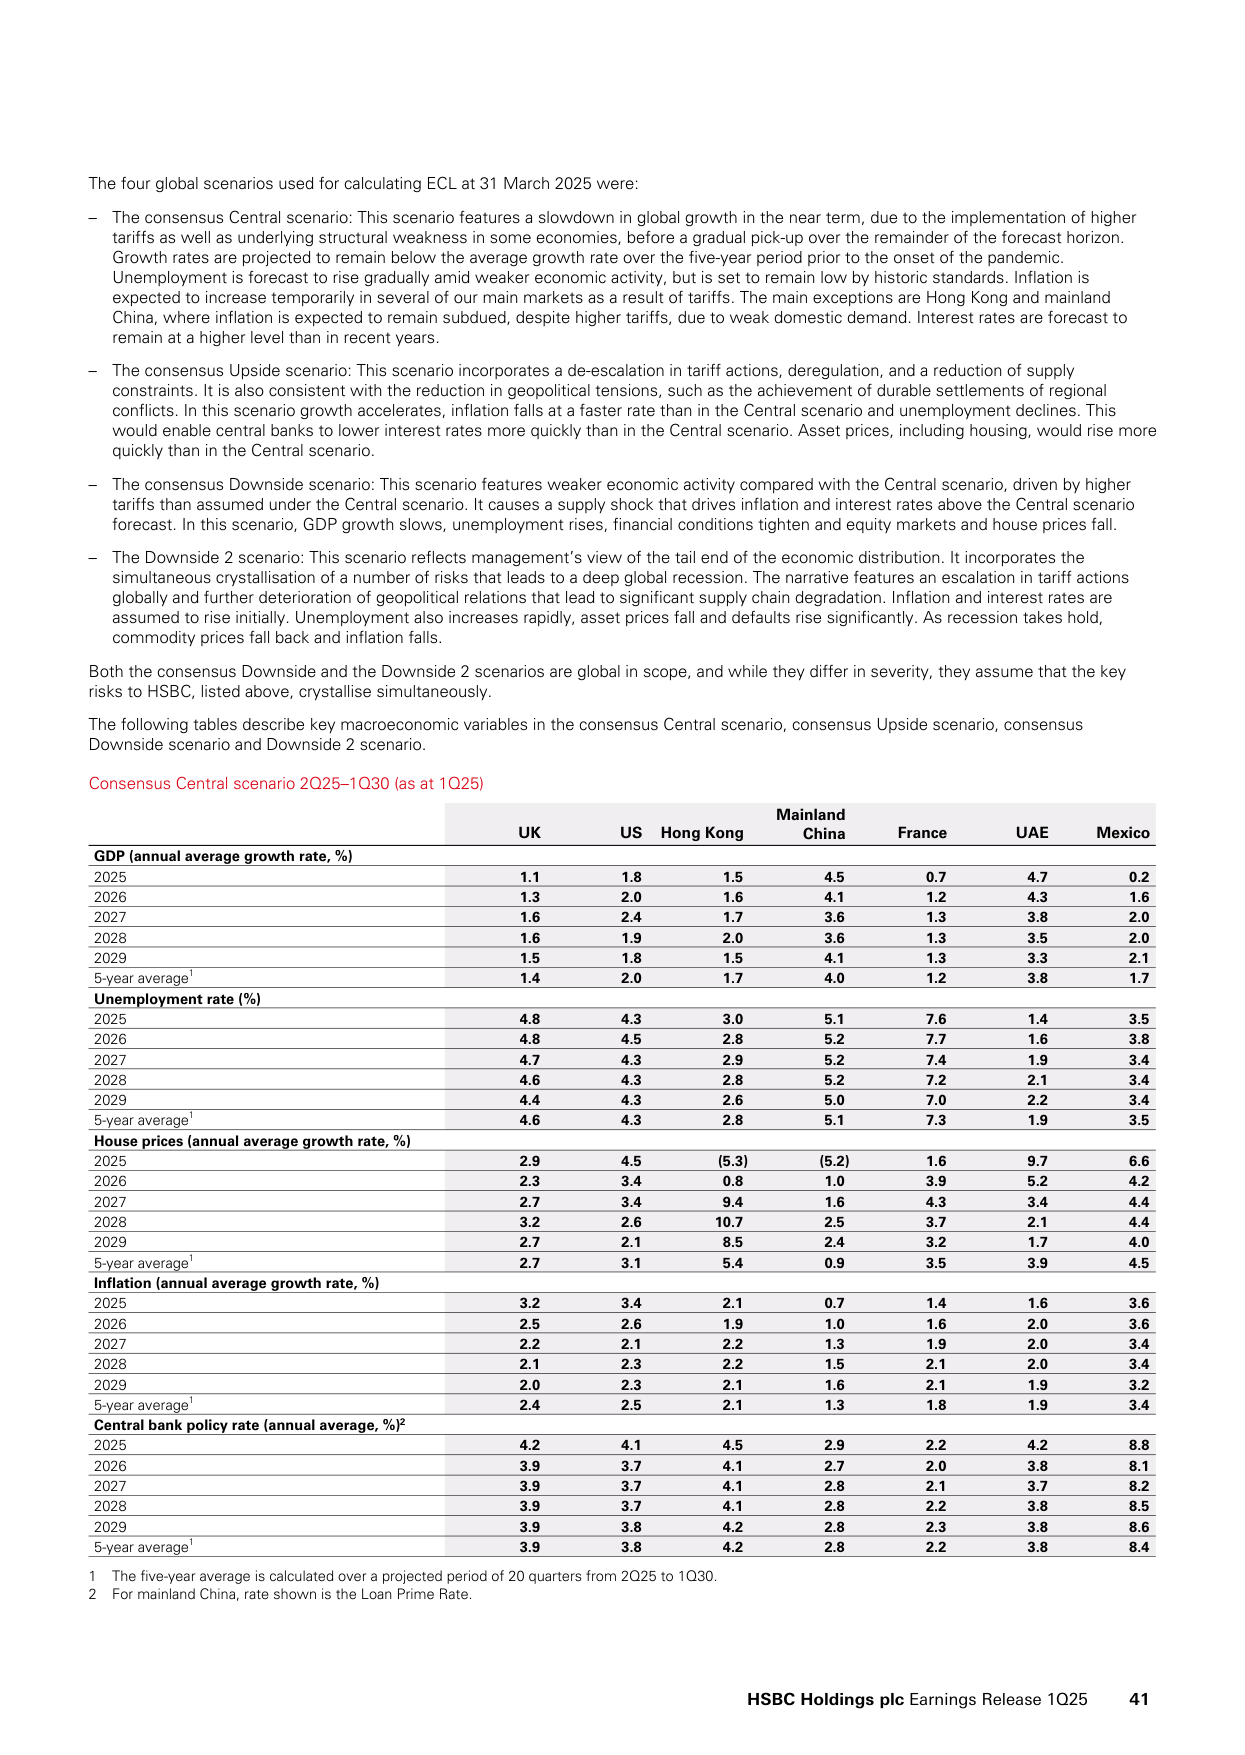 The four global scenarios used for calculating ECL at 31 March 2025 were:
– The consensus Central scenario: This scenario features a slowdown in global growth in the near term, due to the implementation of higher
tariffs as well as underlying structural weakness in some economies, before a gradual pick-up over the remainder of the forecast horizon.
Growth rates are projected to remain below the average growth rate over the five-year period prior to the onset of the pandemic.
Unemployment is forecast to rise gradually amid weaker economic activity, but is set to remain low by historic standards. Inflation is
expected to increase temporarily in several of our main markets as a result of tariffs. The main exceptions are Hong Kong and mainland
China, where inflation is expected to remain subdued, despite higher tariffs, due to weak domestic demand. Interest rates are forecast to
remain at a higher level than in recent years.
– The consensus Upside scenario: This scenario incorporates a de-escalation in tariff actions, deregulation, and a reduction of supply
constraints. It is also consistent with the reduction in geopolitical tensions, such as the achievement of durable settlements of regional
conflicts. In this scenario growth accelerates, inflation falls at a faster rate than in the Central scenario and unemployment declines. This
would enable central banks to lower interest rates more quickly than in the Central scenario. Asset prices, including housing, would rise more
quickly than in the Central scenario.
– The consensus Downside scenario: This scenario features weaker economic activity compared with the Central scenario, driven by higher
tariffs than assumed under the Central scenario. It causes a supply shock that drives inflation and interest rates above the Central scenario
forecast. In this scenario, GDP growth slows, unemployment rises, financial conditions tighten and equity markets and house prices fall.
– The Downside 2 scenario: This scenario reflects management's view of the tail end of the economic distribution. It incorporates the
simultaneous crystallisation of a number of risks that leads to a deep global recession. The narrative features an escalation in tariff actions
globally and further deterioration of geopolitical relations that lead to significant supply chain degradation. Inflation and interest rates are
assumed to rise initially. Unemployment also increases rapidly, asset prices fall and defaults rise significantly. As recession takes hold,
commodity prices fall back and inflation falls.
Both the consensus Downside and the Downside 2 scenarios are global in scope, and while they differ in severity, they assume that the key
risks to HSBC, listed above, crystallise simultaneously.
The following tables describe key macroeconomic variables in the consensus Central scenario, consensus Upside scenario, consensus
Downside scenario and Downside 2 scenario.
Consensus Central scenario 2Q25–1Q30 (as at 1Q25)
UK US Hong Kong Mainland China France UAE Mexico
GDP (annual average growth rate, %)
2025 1.1 1.8 1.5 4.5 0.7 4.7 0.2
2026 1.3 2.0 1.6 4.1 1.2 4.3 1.6
2027 1.6 2.4 1.7 3.6 1.3 3.8 2.0
2028 1.6 1.9 2.0 3.6 1.3 3.5 2.0
2029 1.5 1.8 1.5 4.1 1.3 3.3 2.1
5-year average1 1.4 2.0 1.7 4.0 1.2 3.8 1.7
Unemployment rate (%)
2025 4.8 4.3 3.0 5.1 7.6 1.4 3.5
2026 4.8 4.5 2.8 5.2 7.7 1.6 3.8
2027 4.7 4.3 2.9 5.2 7.4 1.9 3.4
2028 4.6 4.3 2.8 5.2 7.2 2.1 3.4
2029 4.4 4.3 2.6 5.0 7.0 2.2 3.4
5-year average1 4.6 4.3 2.8 5.1 7.3 1.9 3.5
House prices (annual average growth rate, %)
2025 2.9 4.5 (5.3) (5.2) 1.6 9.7 6.6
2026 2.3 3.4 0.8 1.0 3.9 5.2 4.2
2027 2.7 3.4 9.4 1.6 4.3 3.4 4.4
2028 3.2 2.6 10.7 2.5 3.7 2.1 4.4
2029 2.7 2.1 8.5 2.4 3.2 1.7 4.0
5-year average1 2.7 3.1 5.4 0.9 3.5 3.9 4.5
Inflation (annual average growth rate, %)
2025 3.2 3.4 2.1 0.7 1.4 1.6 3.6
2026 2.5 2.6 1.9 1.0 1.6 2.0 3.6
2027 2.2 2.1 2.2 1.3 1.9 2.0 3.4
2028 2.1 2.3 2.2 1.5 2.1 2.0 3.4
2029 2.0 2.3 2.1 1.6 2.1 1.9 3.2
5-year average1 2.4 2.5 2.1 1.3 1.8 1.9 3.4
Central bank policy rate (annual average, %)2
2025 4.2 4.1 4.5 2.9 2.2 4.2 8.8
2026 3.9 3.7 4.1 2.7 2.0 3.8 8.1
2027 3.9 3.7 4.1 2.8 2.1 3.7 8.2
2028 3.9 3.7 4.1 2.8 2.2 3.8 8.5
2029 3.9 3.8 4.2 2.8 2.3 3.8 8.6
5-year average1 3.9 3.8 4.2 2.8 2.2 3.8 8.4
1 The five-year average is calculated over a projected period of 20 quarters from 2Q25 to 1Q30.
2 For mainland China, rate shown is the Loan Prime Rate.
HSBC Holdings plc Earnings Release 1Q25 41